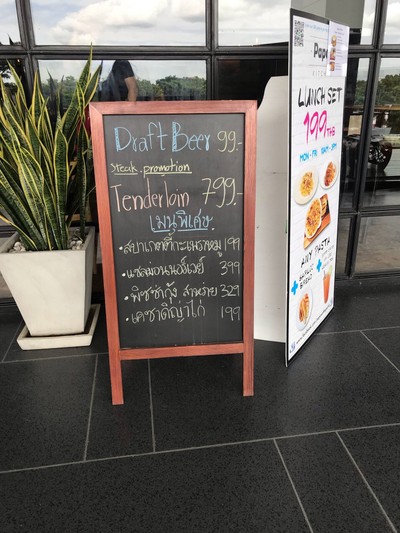 Draft Beer 99.-
Steak promotion
Tenderloin 799.-
เมนูพิเศษ
• สปาเกตตี้กะเพราหมู 199
• แซลม่อนนอร์เวย์ 399
• พิซซ่ากุ้ง สาหร่าย 329
• เคซาดิญ่าไก่ 199
LUNCH SET
199 THB
ANY PASTA